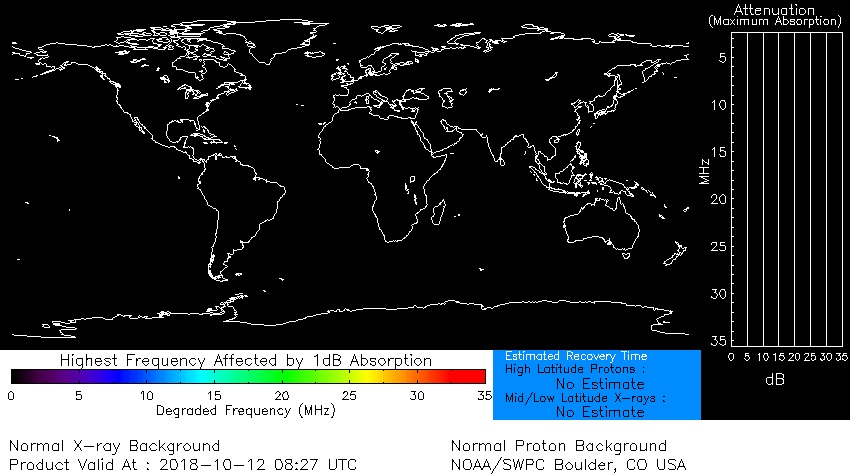 Attenuation
(Maximum Absorption)
5
10
15
MHz
20
25
30
35
0 5 10 15 20 25 30 35
dB
Highest Frequency Affected by 1dB Absorption
0 5 10 15 20 25 30 35
Degraded Frequency (MHz)
Estimated Recovery Time
High Latitude Protons :
No Estimate
Mid/Low Latitude X-rays :
No Estimate
Normal X-ray Background
Normal Proton Background
Product Valid At : 2018-10-12 08:27 UTC
NOAA/SWPC Boulder, CO USA